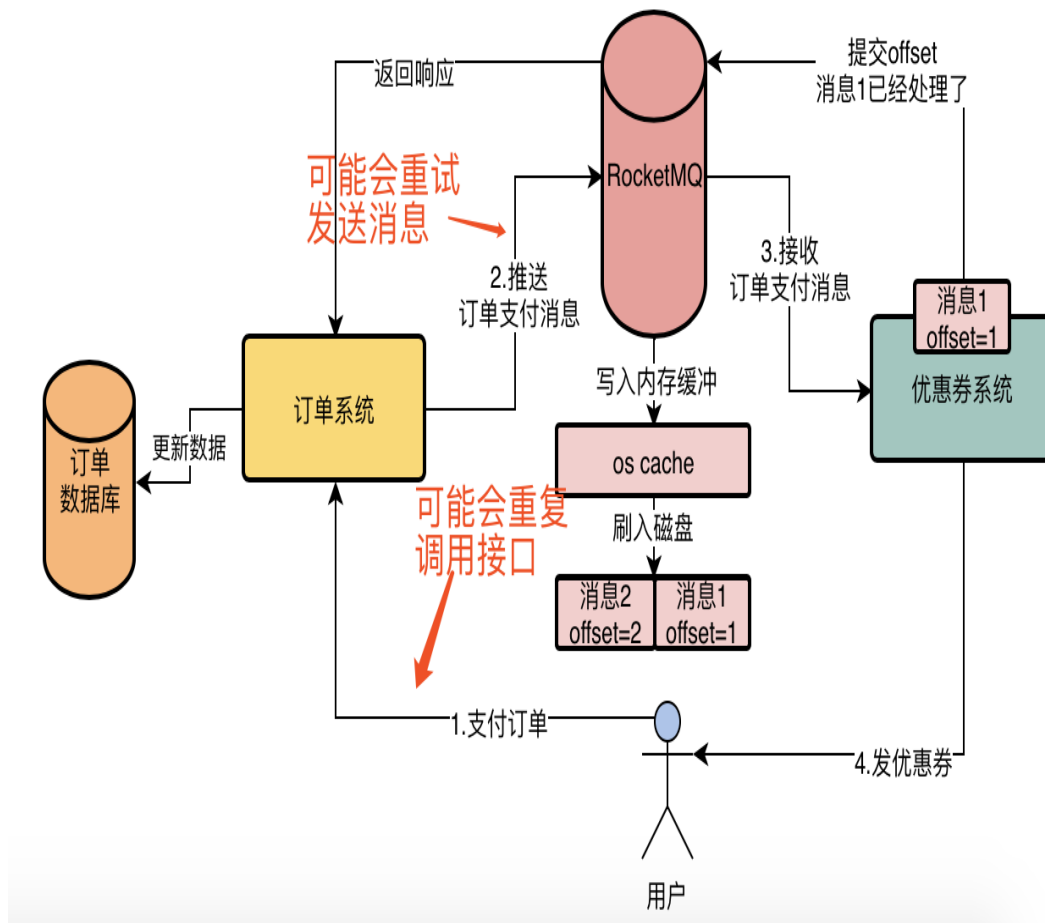 提交offset
消息1已经处理了
返回响应
可能会重试
发送消息
RocketMQ
2.推送
订单支付消息
3.接收
订单支付消息
消息1
offset=1
优惠券系统
写入内存缓冲
订单系统
更新数据
订单
数据库
os cache
可能会重复
调用接口
刷入磁盘
消息2
offset=2
消息1
offset=1
1.支付订单
4.发优惠券
用户